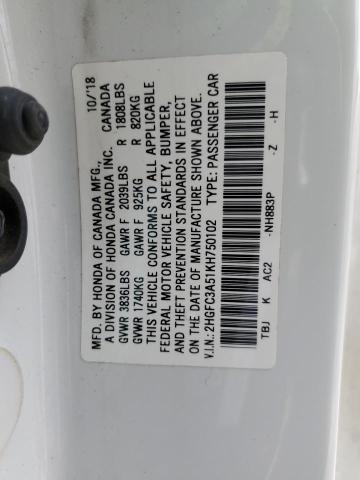 MFD. BY HONDA OF CANADA MFG., 10/'18
A DIVISION OF HONDA CANADA INC. CANADA
GVWR 3836LBS GAWR F 2039LBS R 1808LBS
GVWR 1740KG GAWR F 925KG R 820KG
THIS VEHICLE CONFORMS TO ALL APPLICABLE
FEDERAL MOTOR VEHICLE SAFETY, BUMPER,
AND THEFT PREVENTION STANDARDS IN EFFECT
ON THE DATE OF MANUFACTURE SHOWN ABOVE.
V.I.N.: 2HGFC3A51KH750102 TYPE: PASSENGER CAR
TBJ K AC2 -NH883P -Z -H